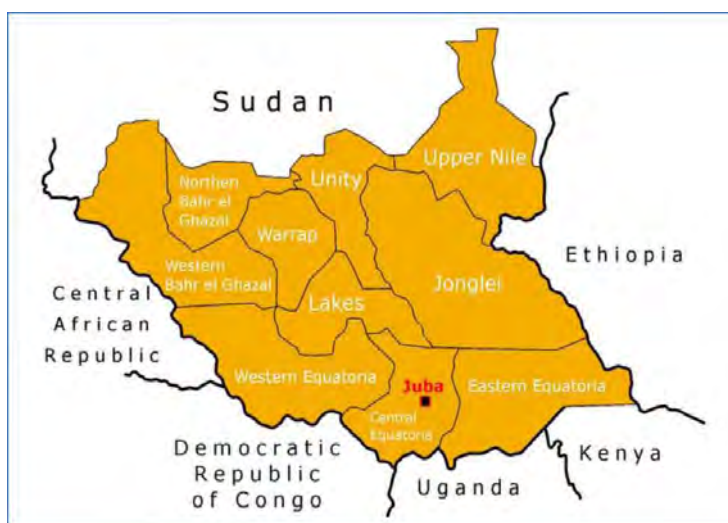 Sudan
Upper Nile
Unity
Northen
Bahr el
Ghazal
Warrap
Ethiopia
Western
Bahr el Ghazal
Jonglei
Central
African
Republic
Lakes
Western Equatoria
Juba
Eastern Equatoria
Central
Equatoria
Democratic
Republic
of Congo
Kenya
Uganda